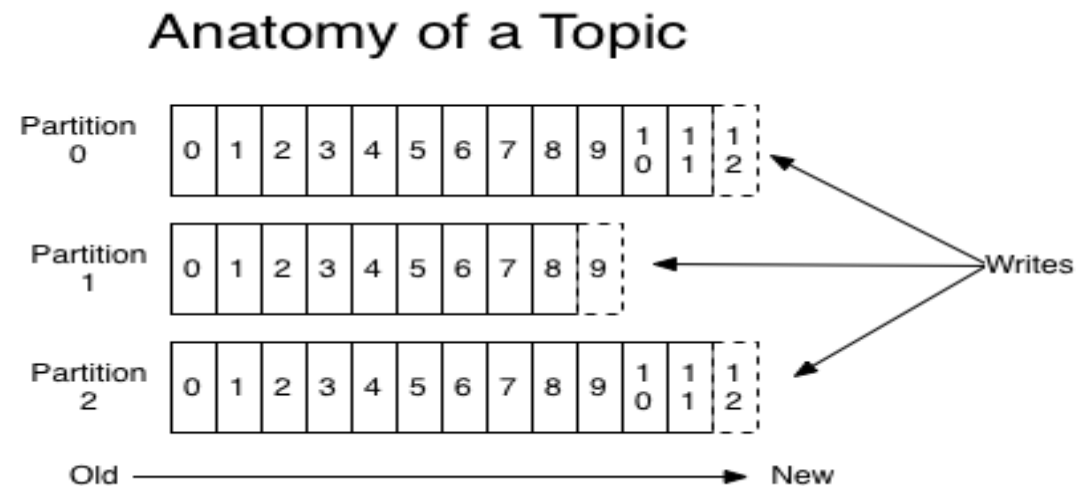 Anatomy of a Topic
Partition
0
0 1 2 3 4 5 6 7 8 9 10 11 12
Partition
1
0 1 2 3 4 5 6 7 8 9
Writes
Partition
2
0 1 2 3 4 5 6 7 8 9 10 11 12
Old New